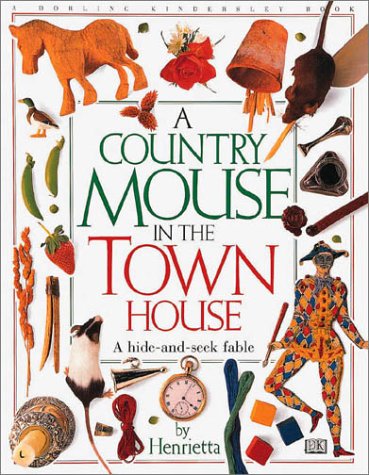 A DORLING KINDERSLEY BOOK
A
COUNTRY
MOUSE
IN THE
TOWN
HOUSE
A hide-and-seek fable
by
Henrietta
DK